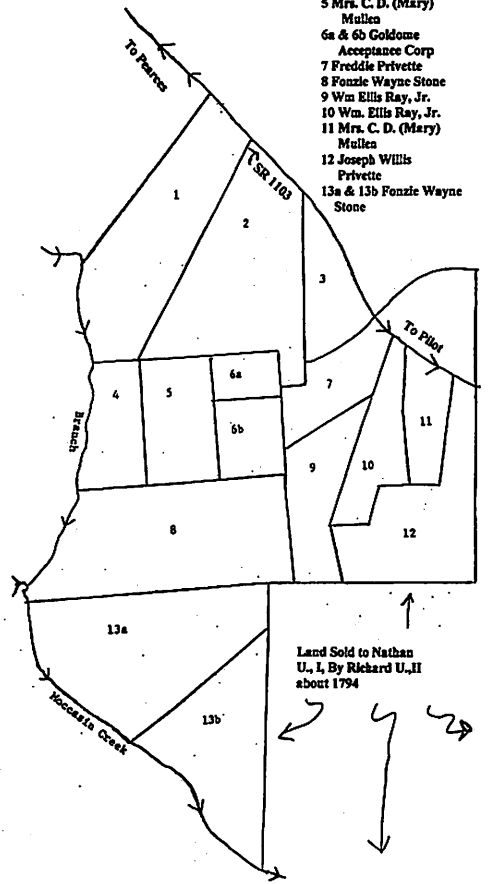 5 Mrs. C. D. (Mary)
Mullen
6a & 6b Goldome
Acceptance Corp
7 Freddie Privette
8 Fonzie Wayne Stone
9 Wm Ellis Ray, Jr.
10 Wm. Ellis Ray, Jr.
11 Mrs. C. D. (Mary)
Mullen
12 Joseph Willis
Privette
13a & 13b Fonzie Wayne
Stone
To Pearces
SR 1103
1
2
3
To Pilot
4
5
6a
6b
7
Branch
8
9
10
11
12
13a
13b
Moccasin Creek
Land Sold to Nathan
U., I, By Richard U.,II
about 1794